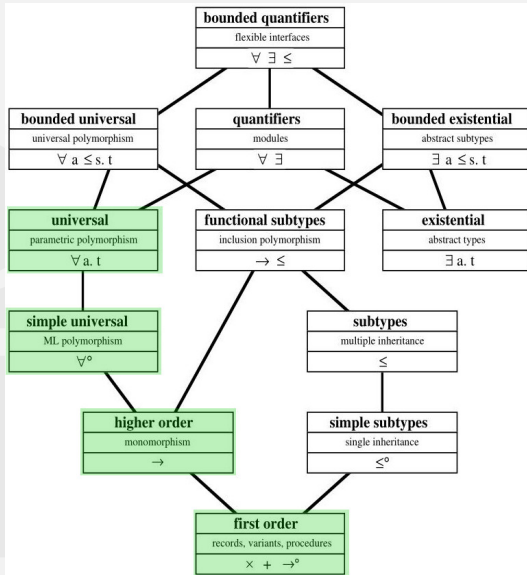 bounded quantifiers
flexible interfaces
∀ ∃ ≤
bounded universal
universal polymorphism
∀ a ≤ s. t
quantifiers
modules
∀ ∃
bounded existential
abstract subtypes
∃ a ≤ s. t
universal
parametric polymorphism
∀ a. t
functional subtypes
inclusion polymorphism
→ ≤
existential
abstract types
∃ a. t
simple universal
ML polymorphism
∀°
subtypes
multiple inheritance
≤
higher order
monomorphism
→
simple subtypes
single inheritance
≤°
first order
records, variants, procedures
× + →°